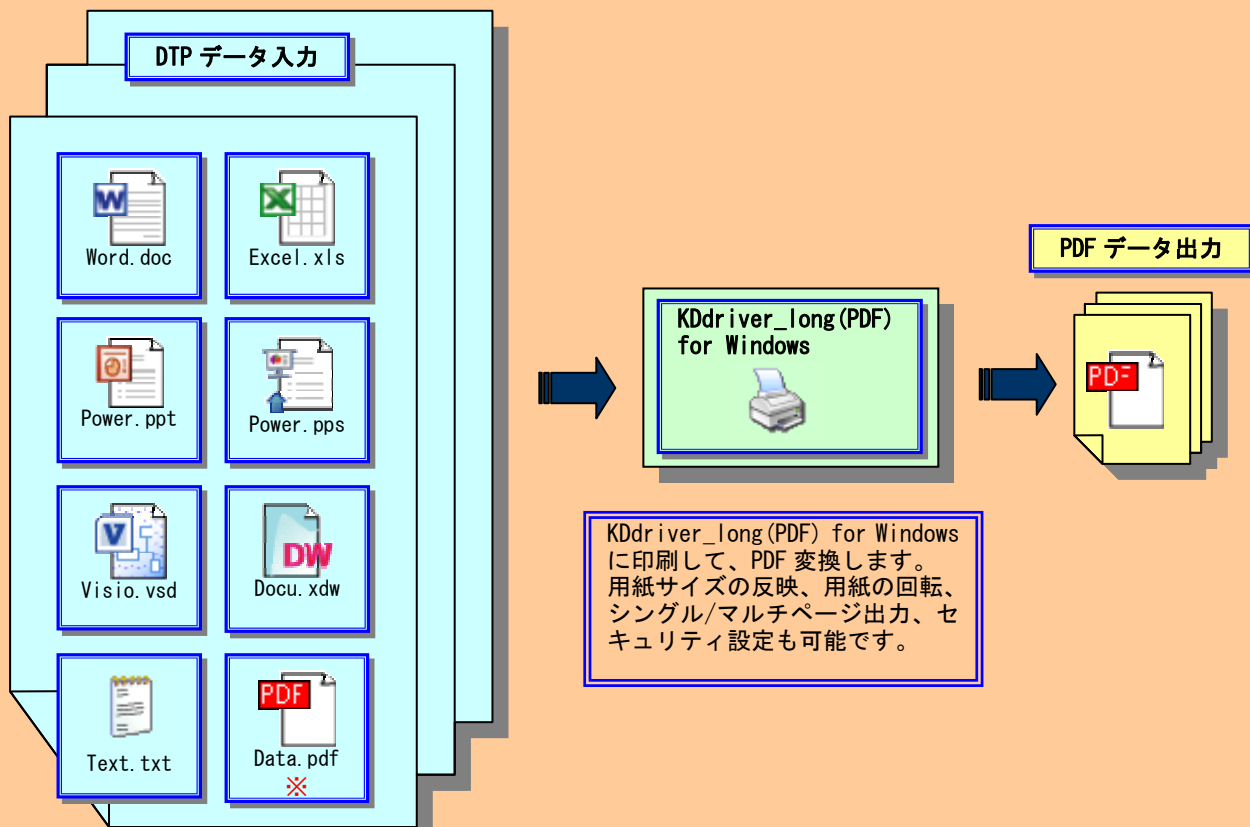 DTP データ入力
W
Word.doc
X
Excel.xls
Power.ppt
Power.pps
V
Visio.vsd
DW
Docu.xdw
Text.txt
PDF
Data.pdf
※
KDdriver_long(PDF)
for Windows
KDdriver_long(PDF) for Windows
に印刷して、PDF 変換します。
用紙サイズの反映、用紙の回転、
シングル/マルチページ出力、セ
キュリティ設定も可能です。
PDF データ出力
PDF